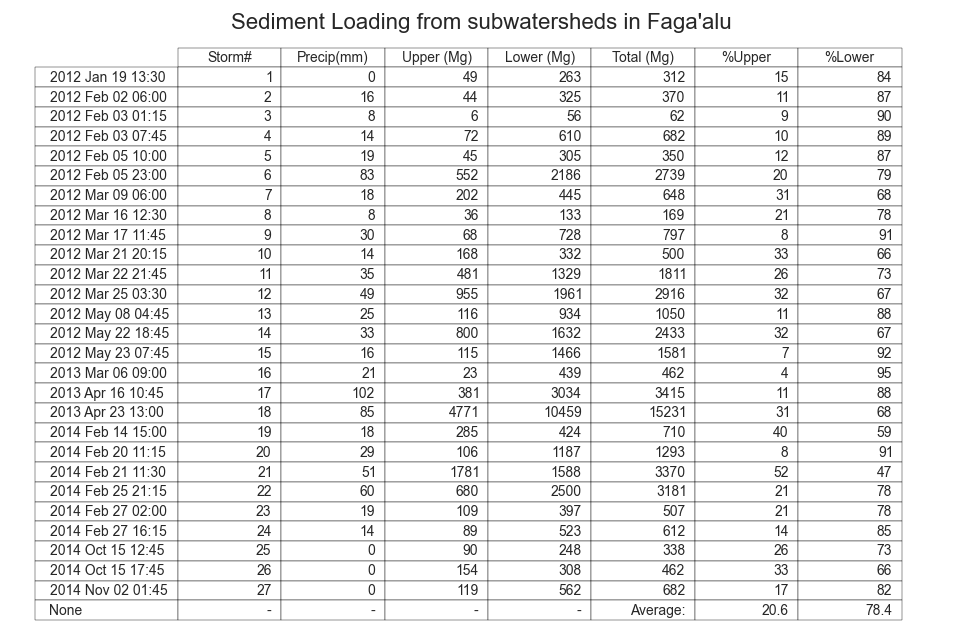 Sediment Loading from subwatersheds in Faga'alu
Storm# Precip(mm) Upper (Mg) Lower (Mg) Total (Mg) %Upper %Lower
2012 Jan 19 13:30 1 0 49 263 312 15 84
2012 Feb 02 06:00 2 16 44 325 370 11 87
2012 Feb 03 01:15 3 8 6 56 62 9 90
2012 Feb 03 07:45 4 14 72 610 682 10 89
2012 Feb 05 10:00 5 19 45 305 350 12 87
2012 Feb 05 23:00 6 83 552 2186 2739 20 79
2012 Mar 09 06:00 7 18 202 445 648 31 68
2012 Mar 16 12:30 8 8 36 133 169 21 78
2012 Mar 17 11:45 9 30 68 728 797 8 91
2012 Mar 21 20:15 10 14 168 332 500 33 66
2012 Mar 22 21:45 11 35 481 1329 1811 26 73
2012 Mar 25 03:30 12 49 955 1961 2916 32 67
2012 May 08 04:45 13 25 116 934 1050 11 88
2012 May 22 18:45 14 33 800 1632 2433 32 67
2012 May 23 07:45 15 16 115 1466 1581 7 92
2013 Mar 06 09:00 16 21 23 439 462 4 95
2013 Apr 16 10:45 17 102 381 3034 3415 11 88
2013 Apr 23 13:00 18 85 4771 10459 15231 31 68
2014 Feb 14 15:00 19 18 285 424 710 40 59
2014 Feb 20 11:15 20 29 106 1187 1293 8 91
2014 Feb 21 11:30 21 51 1781 1588 3370 52 47
2014 Feb 25 21:15 22 60 680 2500 3181 21 78
2014 Feb 27 02:00 23 19 109 397 507 21 78
2014 Feb 27 16:15 24 14 89 523 612 14 85
2014 Oct 15 12:45 25 0 90 248 338 26 73
2014 Oct 15 17:45 26 0 154 308 462 33 66
2014 Nov 02 01:45 27 0 119 562 682 17 82
None - - - - Average: 20.6 78.4